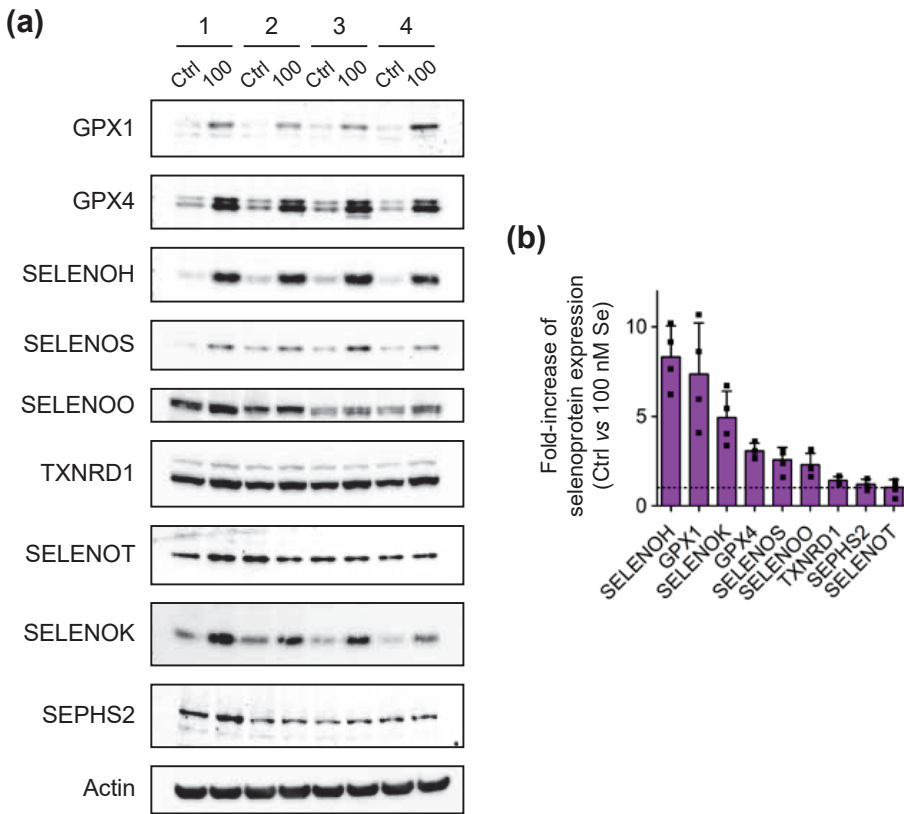 (a)
1 2 3 4
Ctrl 100 Ctrl 100 Ctrl 100 Ctrl 100
GPX1
GPX4
SELENOH
SELENOS
SELENOO
TXNRD1
SELENOT
SELENOK
SEPHS2
Actin
(b)
Fold-increase of
selenoprotein expression
(Ctrl vs 100 nM Se)
10
5
0
SELENOH
GPX1
SELENOK
GPX4
SELENOS
SELENOO
TXNRD1
SEPHS2
SELENOT